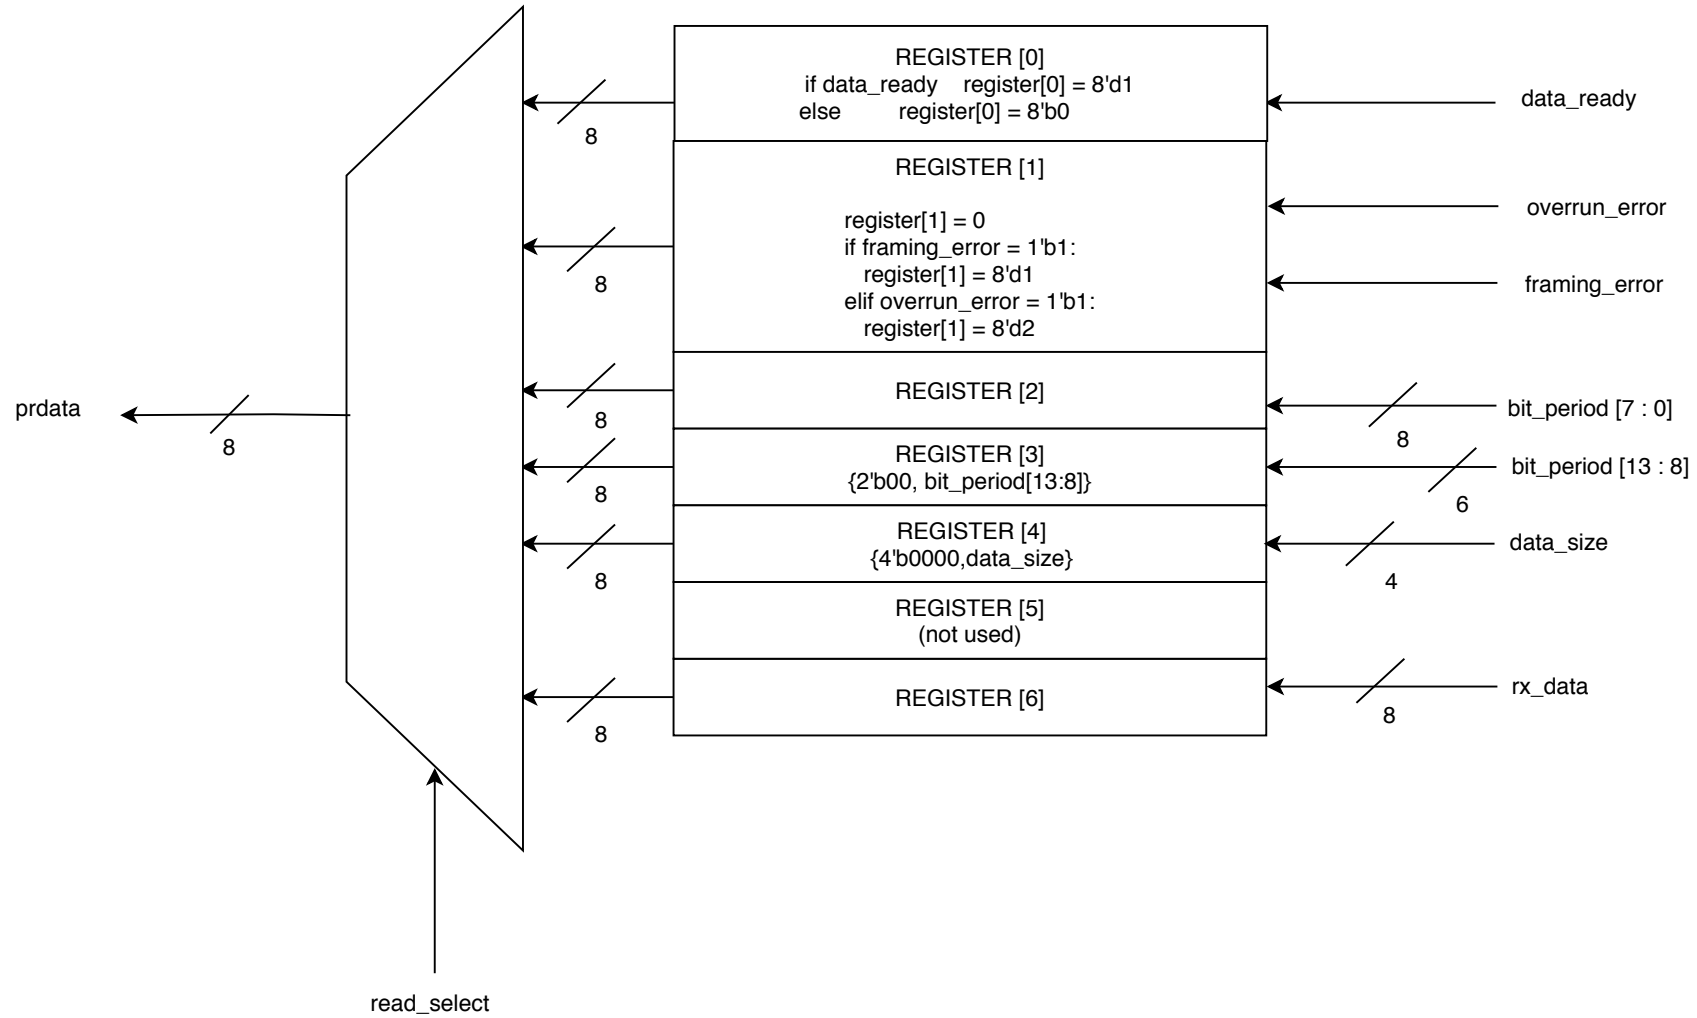 REGISTER [0]
if data_ready register[0] = 8'd1
else register[0] = 8'b0
8
data_ready
REGISTER [1]
register[1] = 0
if framing_error = 1'b1:
register[1] = 8'd1
elif overrun_error = 1'b1:
register[1] = 8'd2
8
overrun_error
framing_error
REGISTER [2]
8
8
bit_period [7 : 0]
prdata
8
REGISTER [3]
{2'b00, bit_period[13:8]}
8
6
bit_period [13 : 8]
REGISTER [4]
{4'b0000,data_size}
8
4
data_size
REGISTER [5]
(not used)
REGISTER [6]
8
8
rx_data
read_select